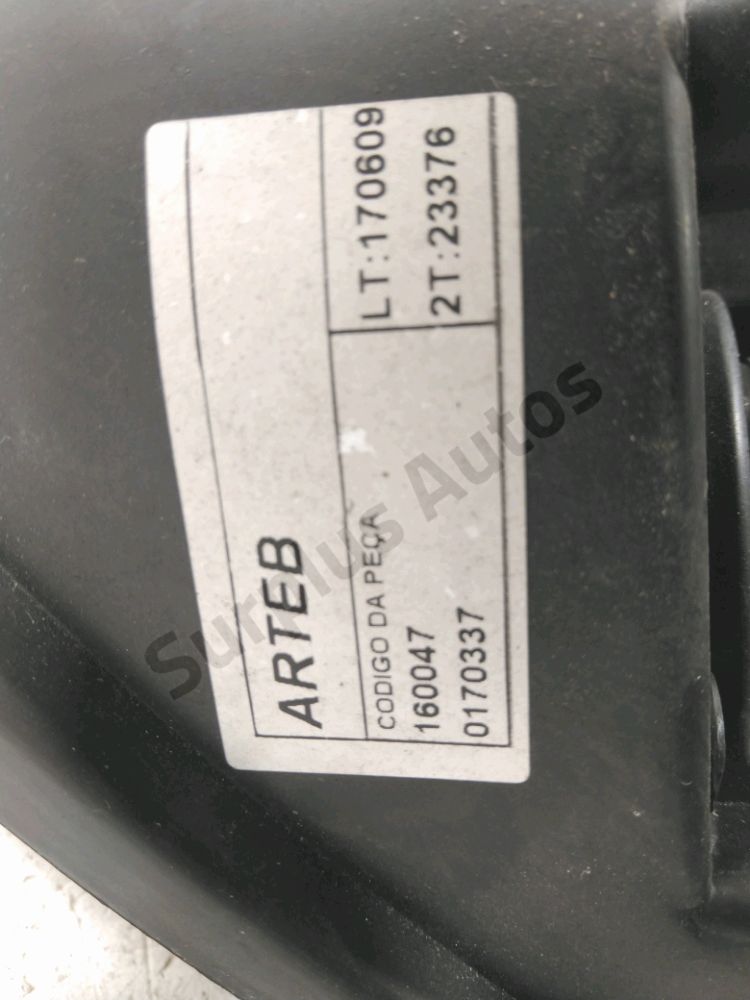 ARTEB
CODIGO DA PEÇA
160047
0170337
LT:170609
2T:23376
Surplus Autos